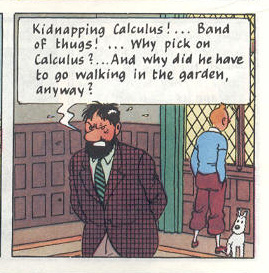 Kidnapping Calculus!... Band
of thugs! ... Why pick on
Calculus?...And why did he have
to go walking in the garden,
anyway?